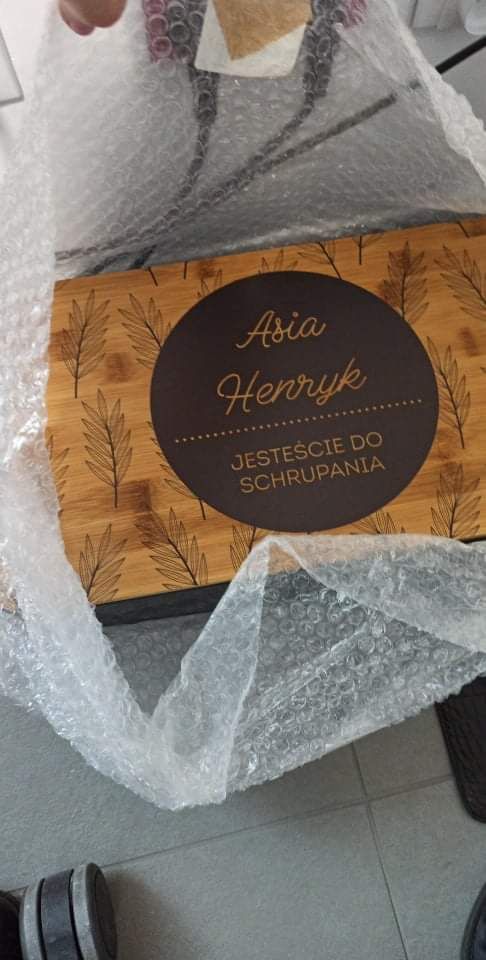 Asia
Henryk
JESTEŚCIE DO
SCHRUPANIA